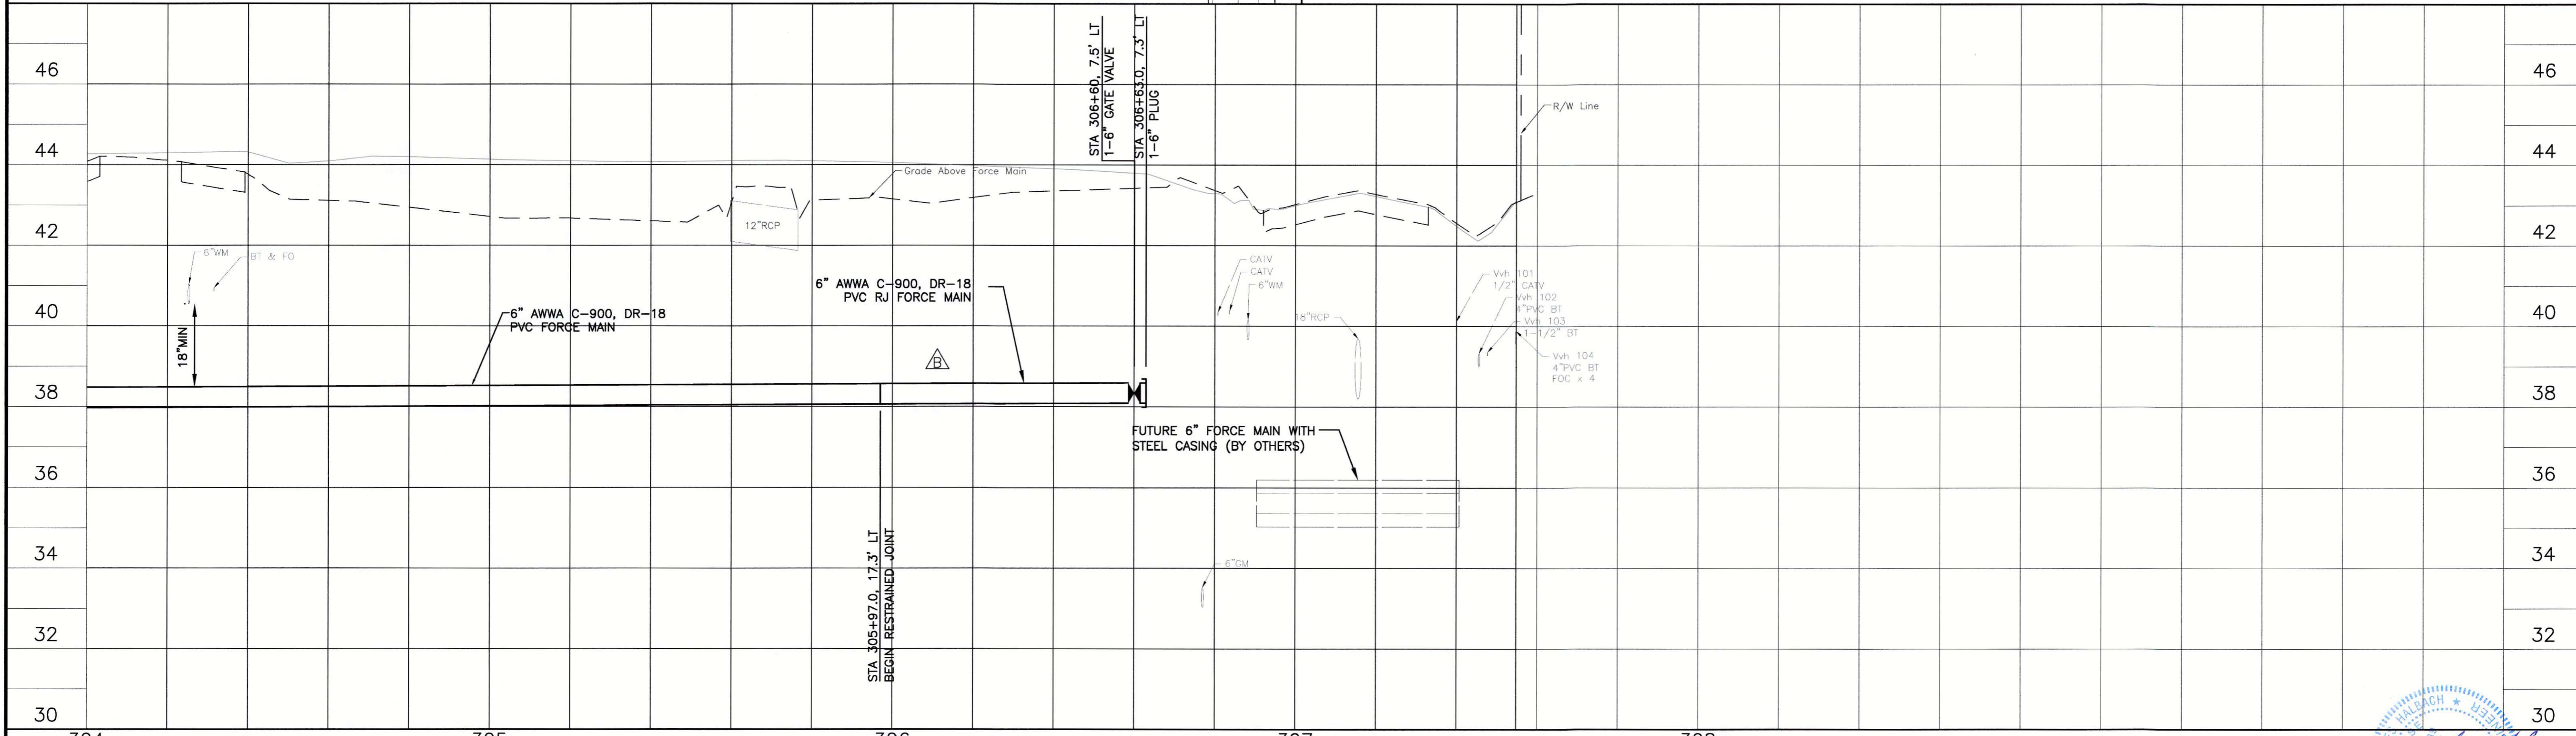 46
44
42
40
38
36
34
32
30
46
44
42
40
38
36
34
32
30
STA 306+60, 7.5' LT
1-6" GATE VALVE
STA 306+63.0, 7.3' LT
1-6" PLUG
R/W Line
Grade Above Force Main
12"RCP
6"WM
BT & FO
18"MIN
6" AWWA C-900, DR-18
PVC FORCE MAIN
6" AWWA C-900, DR-18
PVC RJ FORCE MAIN
B
CATV
CATV
6"WM
18"RCP
Vvh 101
1/2" CATV
Vvh 102
4"PVC BT
Vvh 103
1-1/2" BT
Vvh 104
4"PVC BT
FOC x 4
FUTURE 6" FORCE MAIN WITH
STEEL CASING (BY OTHERS)
6"GM
STA 305+97.0, 17.3' LT
BEGIN RESTRAINED JOINT
304
305
306
307
308
HALBACH